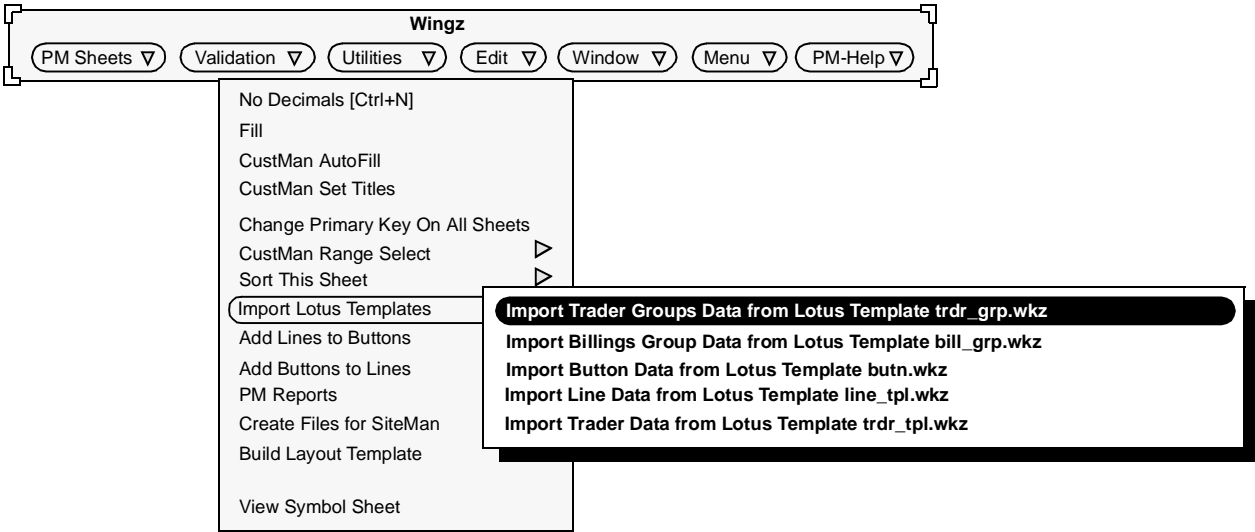 Wingz
PM Sheets Validation Utilities Edit Window Menu PM-Help
No Decimals [Ctrl+N]
Fill
CustMan AutoFill
CustMan Set Titles
Change Primary Key On All Sheets
CustMan Range Select
Sort This Sheet
Import Lotus Templates
Add Lines to Buttons
Add Buttons to Lines
PM Reports
Create Files for SiteMan
Build Layout Template
View Symbol Sheet
Import Trader Groups Data from Lotus Template trdr_grp.wkz
Import Billings Group Data from Lotus Template bill_grp.wkz
Import Button Data from Lotus Template butn.wkz
Import Line Data from Lotus Template line_tpl.wkz
Import Trader Data from Lotus Template trdr_tpl.wkz